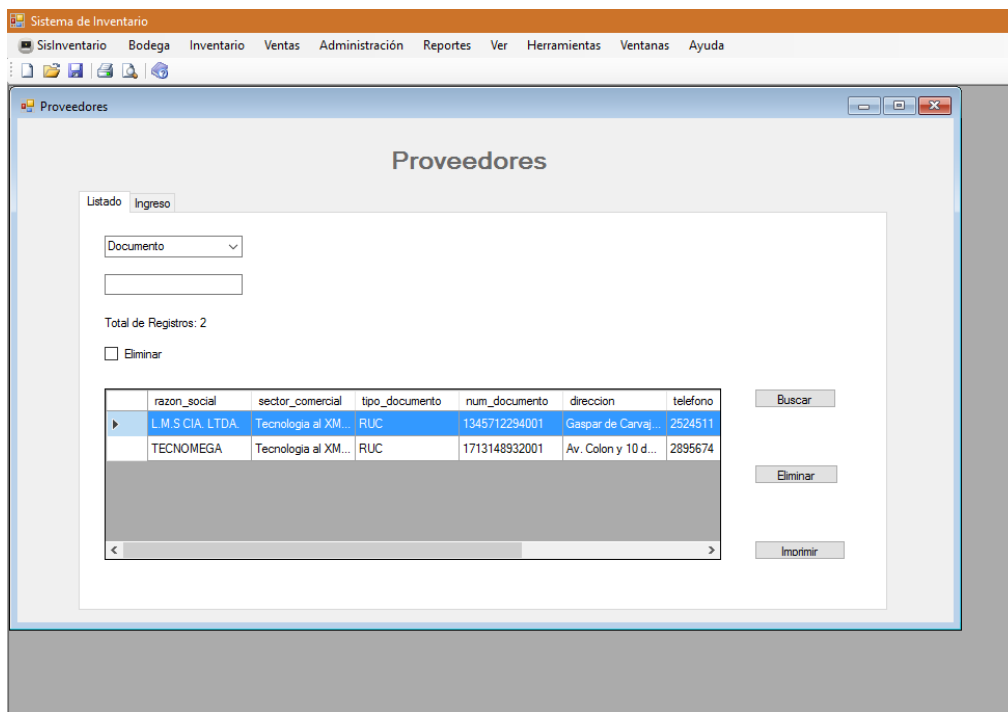 Sistema de Inventario
SisInventario Bodega Inventario Ventas Administración Reportes Ver Herramientas Ventanas Ayuda
Proveedores
Proveedores
Listado Ingreso
Documento
Total de Registros: 2
Eliminar
razon_social sector_comercial tipo_documento num_documento direccion telefono
L.M.S CIA. LTDA. Tecnologia al XM... RUC 1345712294001 Gaspar de Carvaj... 2524511
TECNOMEGA Tecnologia al XM... RUC 1713148932001 Av. Colon y 10 d... 2895674
Buscar
Eliminar
Imprimir